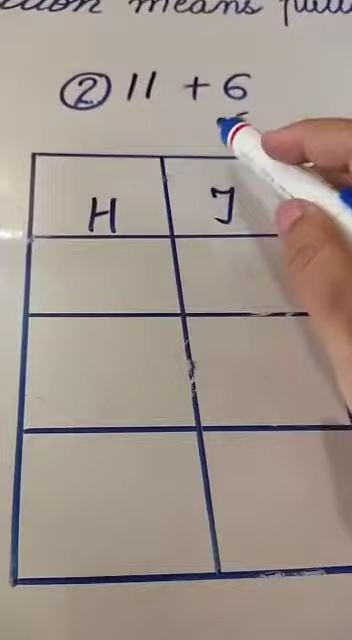 means
② 11 + 6
H T